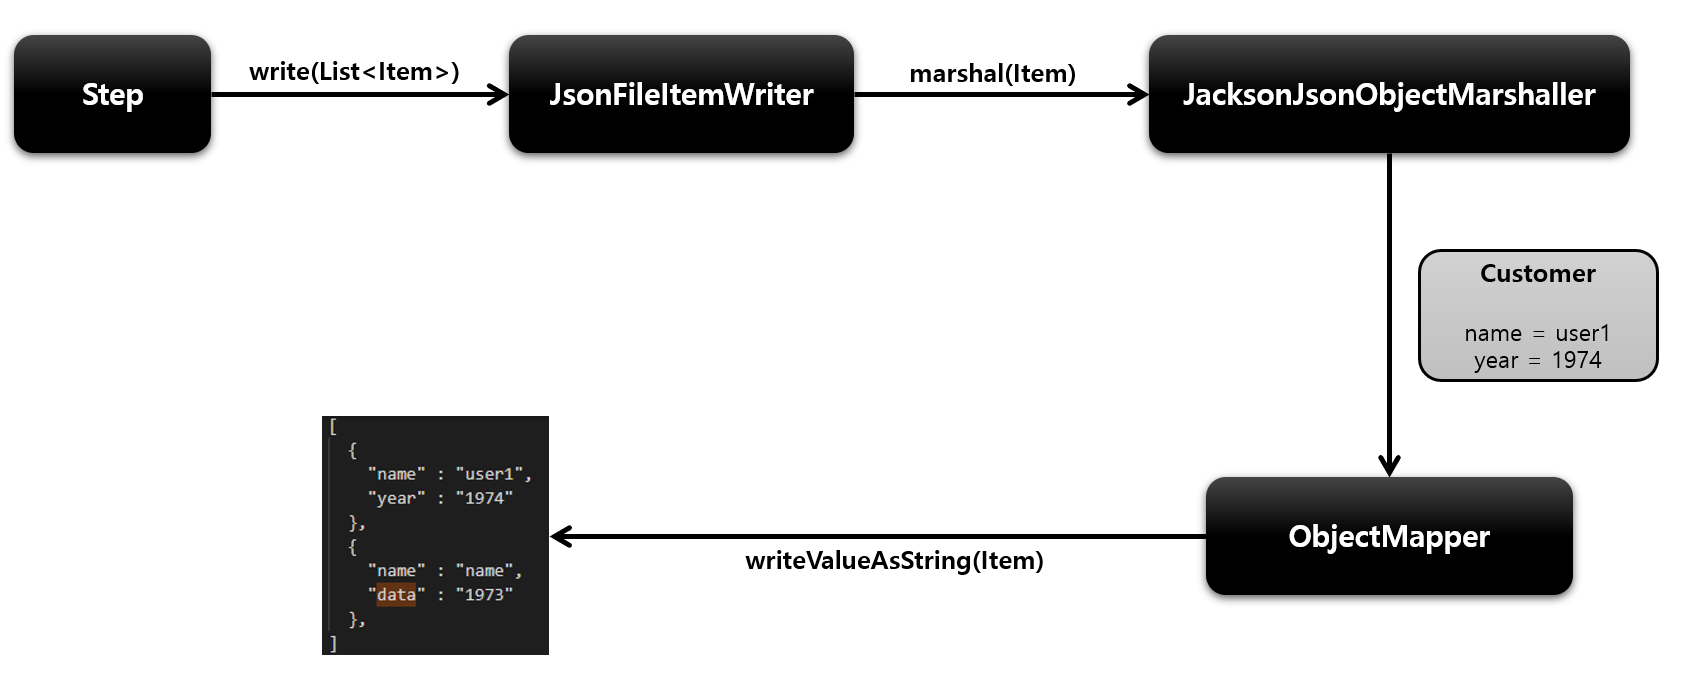 Step
write(List<Item>)
JsonFileItemWriter
marshal(Item)
JacksonJsonObjectMarshaller
Customer
name = user1
year = 1974
[
{
"name" : "user1",
"year" : "1974"
},
{
"name" : "name",
"data" : "1973"
},
]
writeValueAsString(Item)
ObjectMapper